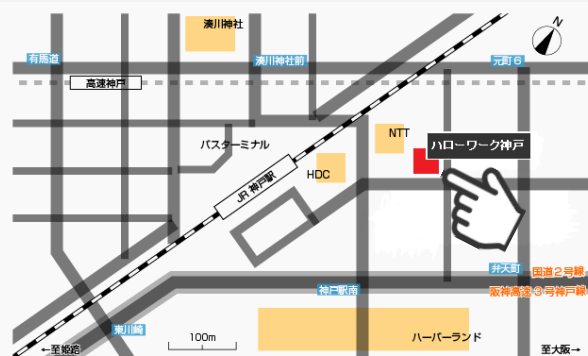 湊川神社
N
有馬道
湊川神社前
元町6
高速神戸
NTT
バスターミナル
ハローワーク神戸
HDC
JR 神戸駅
弁大町
国道2号線
神戸駅南
阪神高速3号神戸線
東川崎
100m
ハーバーランド
←至姫路
至大阪→